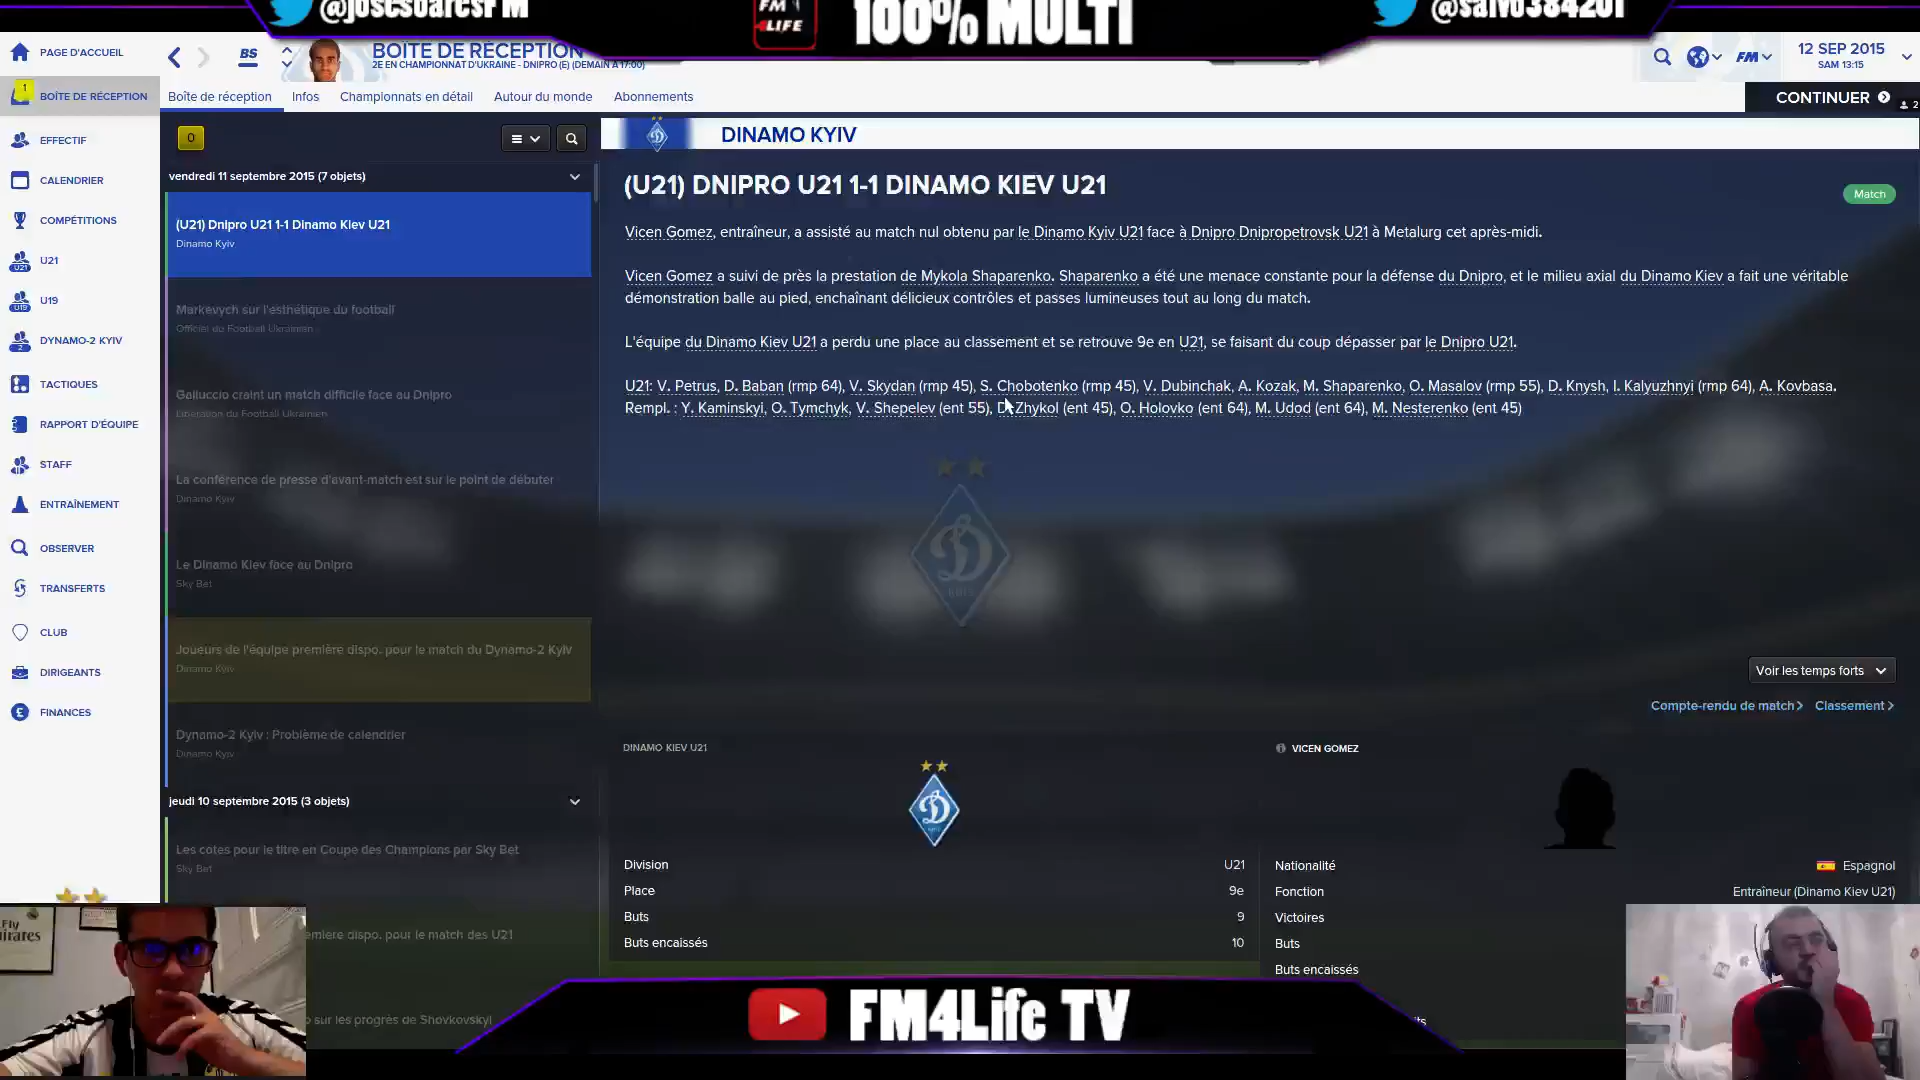 @josesoaresFM
FM
4LIFE
100% MULTI
@salvo384201
PAGE D'ACCUEIL
BS
BOÎTE DE RÉCEPTION
2E EN CHAMPIONNAT D'UKRAINE - DNIPRO (E) (DEMAIN À 17:00)
FM
12 SEP 2015
SAM 13:15
1
BOÎTE DE RÉCEPTION
Boîte de réception
Infos
Championnats en détail
Autour du monde
Abonnements
CONTINUER
2
EFFECTIF
CALENDRIER
COMPÉTITIONS
U21
U19
DYNAMO-2 KYIV
TACTIQUES
RAPPORT D'ÉQUIPE
STAFF
ENTRAÎNEMENT
OBSERVER
TRANSFERTS
CLUB
DIRIGEANTS
FINANCES
0
vendredi 11 septembre 2015 (7 objets)
(U21) Dnipro U21 1-1 Dinamo Kiev U21
Dinamo Kyiv
Markevych sur l'esthétique du football
Officiel du Football Ukrainien
Galluccio craint un match difficile face au Dnipro
Libération du Football Ukrainien
La conférence de presse d'avant-match est sur le point de débuter
Dinamo Kyiv
Le Dinamo Kiev face au Dnipro
Sky Bet
Joueurs de l'équipe première dispo. pour le match du Dynamo-2 Kyiv
Dinamo Kyiv
Dynamo-2 Kyiv : Problème de calendrier
Dinamo Kyiv
jeudi 10 septembre 2015 (3 objets)
Les cotes pour le titre en Coupe des Champions par Sky Bet
Sky Bet
emière dispo. pour le match des U21
sur les progrès de Shovkovskyi
DINAMO KYIV
(U21) DNIPRO U21 1-1 DINAMO KIEV U21
Match
Vicen Gomez, entraîneur, a assisté au match nul obtenu par le Dinamo Kyiv U21 face à Dnipro Dnipropetrovsk U21 à Metalurg cet après-midi.
Vicen Gomez a suivi de près la prestation de Mykola Shaparenko. Shaparenko a été une menace constante pour la défense du Dnipro, et le milieu axial du Dinamo Kiev a fait une véritable
démonstration balle au pied, enchaînant délicieux contrôles et passes lumineuses tout au long du match.
L'équipe du Dinamo Kiev U21 a perdu une place au classement et se retrouve 9e en U21, se faisant du coup dépasser par le Dnipro U21.
U21: V. Petrus, D. Baban (rmp 64), V. Skydan (rmp 45), S. Chobotenko (rmp 45), V. Dubinchak, A. Kozak, M. Shaparenko, O. Masalov (rmp 55), D. Knysh, I. Kalyuzhnyi (rmp 64), A. Kovbasa.
Rempl. : Y. Kaminskyi, O. Tymchyk, V. Shepelev (ent 55), D. Zhykol (ent 45), O. Holovko (ent 64), M. Udod (ent 64), M. Nesterenko (ent 45)
Voir les temps forts
Compte-rendu de match
Classement
DINAMO KIEV U21
Division U21
Place 9e
Buts 9
Buts encaissés 10
VICEN GOMEZ
Nationalité Espagnol
Fonction Entraîneur (Dinamo Kiev U21)
Victoires
Buts
Buts encaissés
Fly
Emirates
FM4Life TV